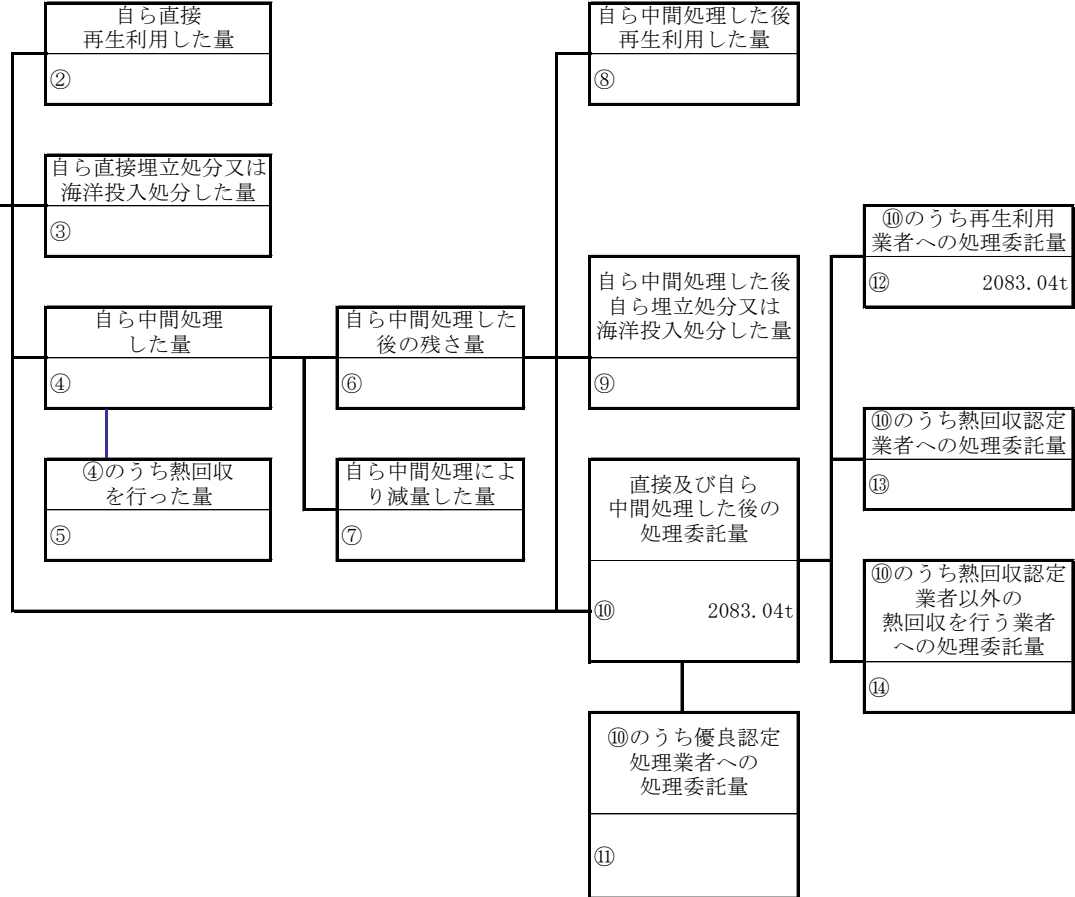 自ら直接
再生利用した量
②
自ら直接埋立処分又は
海洋投入処分した量
③
自ら中間処理
した量
④
④のうち熱回収
を行った量
⑤
自ら中間処理した
後の残さ量
⑥
自ら中間処理によ
り減量した量
⑦
自ら中間処理した後
再生利用した量
⑧
自ら中間処理した後
自ら埋立処分又は
海洋投入処分した量
⑨
直接及び自ら
中間処理した後の
処理委託量
⑩ 2083.04t
⑩のうち優良認定
処理業者への
処理委託量
⑪
⑩のうち再生利用
業者への処理委託量
⑫ 2083.04t
⑩のうち熱回収認定
業者への処理委託量
⑬
⑩のうち熱回収認定
業者以外の
熱回収を行う業者
への処理委託量
⑭